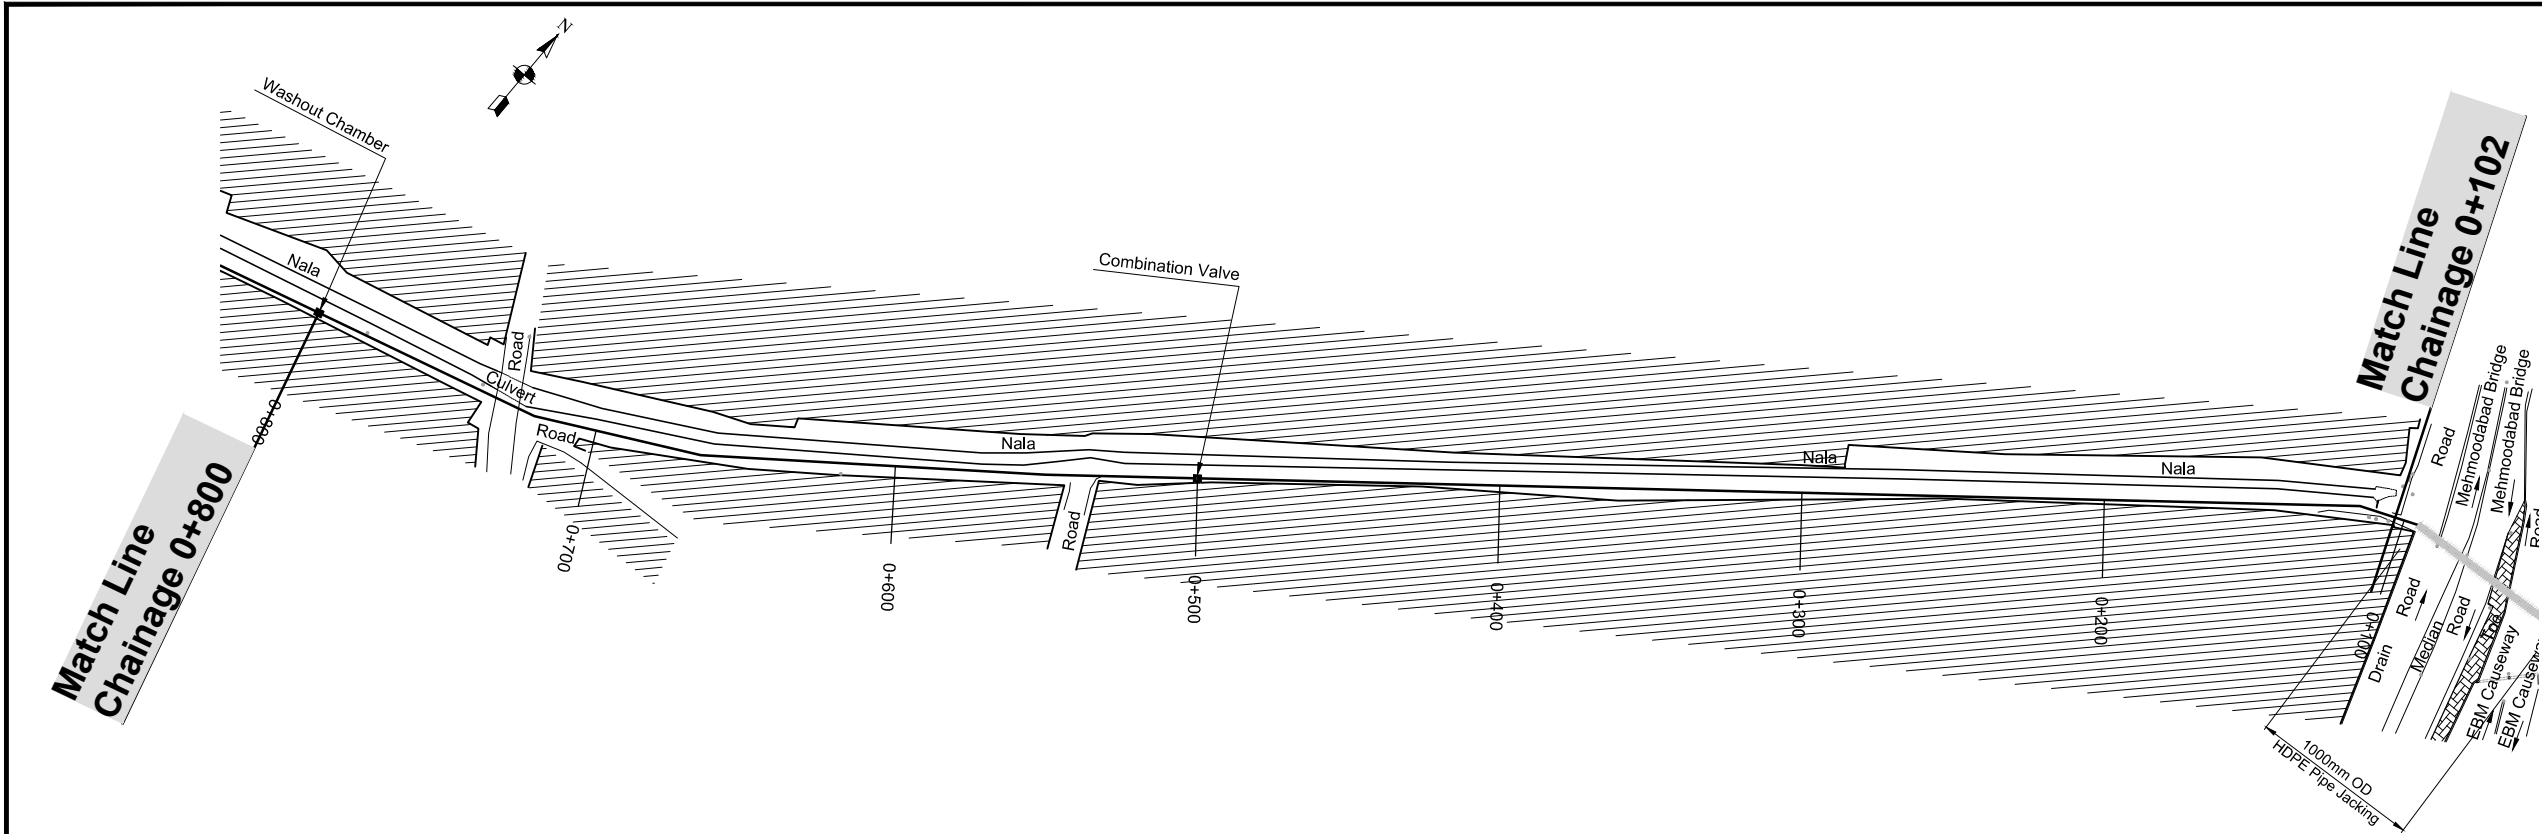 N
Washout Chamber
Nala
Road
Culvert
Road
0+800
Match Line
Chainage 0+800
0+700
0+600
Nala
Road
Combination Valve
0+500
0+400
0+300
Nala
0+200
Nala
Match Line
Chainage 0+102
Road
Mehmoodabad Bridge
Mehmoodabad Bridge
Road
0+100
Drain
Road
Median
Road
EBM Causeway
EBM Causeway
1000mm OD
HDPE Pipe Jacking